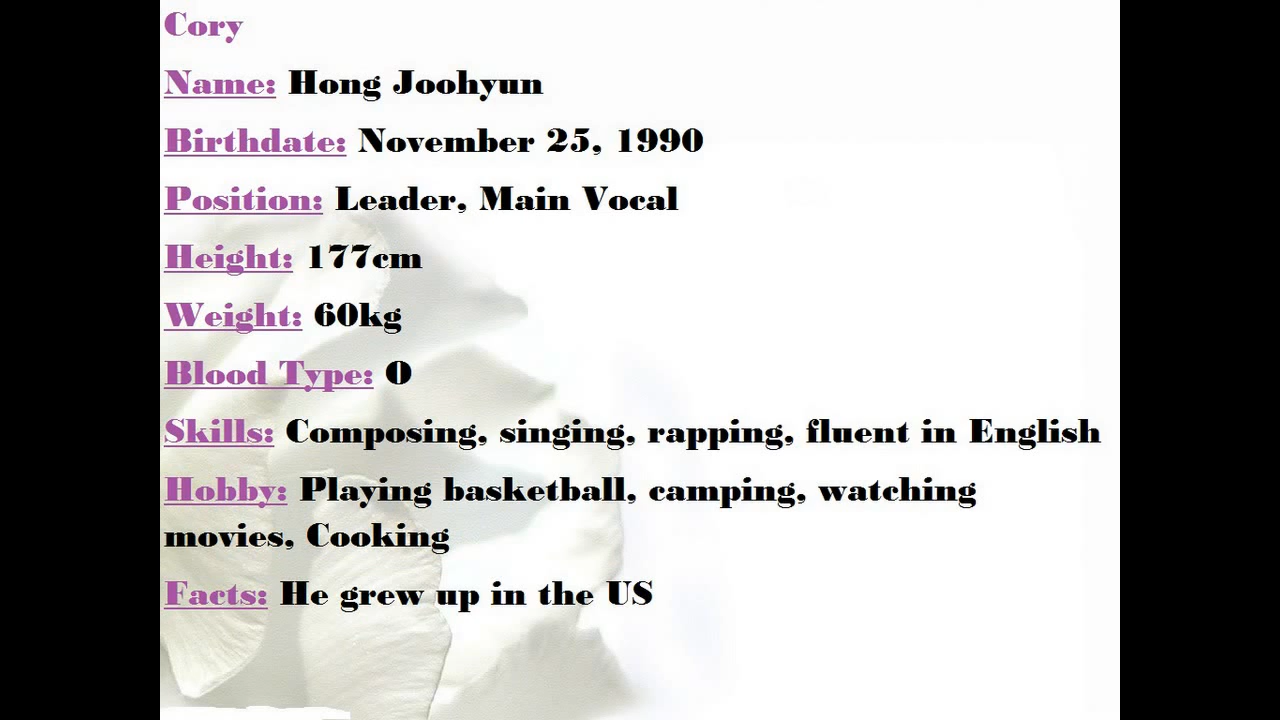 Cory
Name: Hong Joohyun
Birthdate: November 25, 1990
Position: Leader, Main Vocal
Height: 177cm
Weight: 60kg
Blood Type: O
Skills: Composing, singing, rapping, fluent in English
Hobby: Playing basketball, camping, watching
movies, Cooking
Facts: He grew up in the US